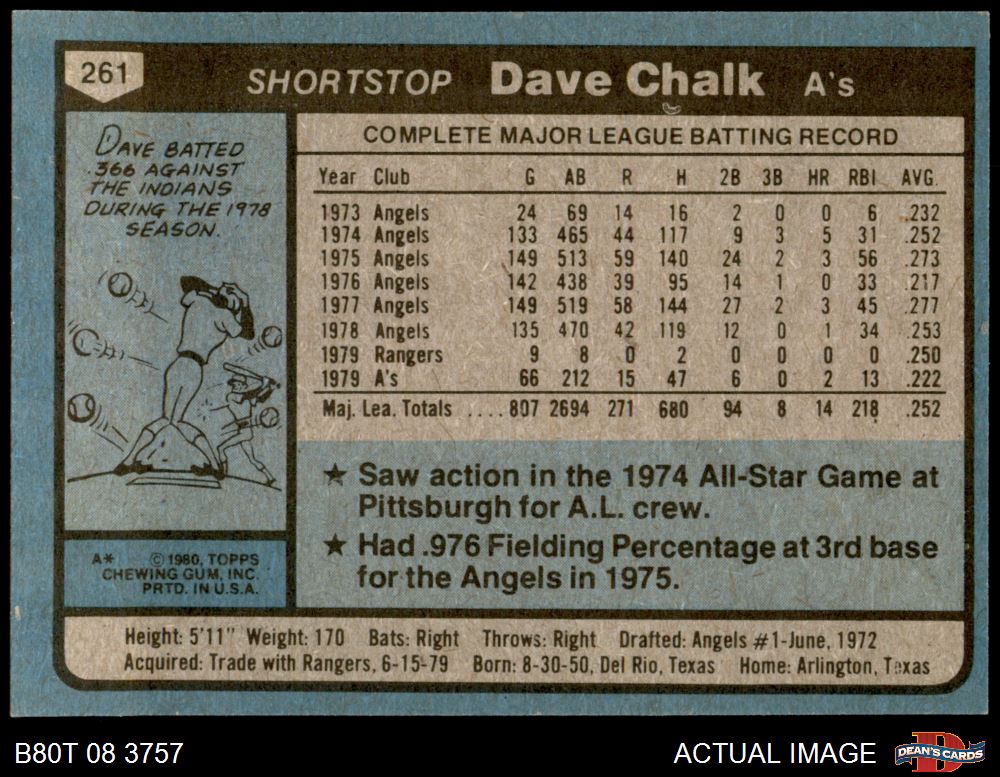 261 SHORTSTOP Dave Chalk A's
DAVE BATTED
.366 AGAINST
THE INDIANS
DURING THE 1978
SEASON.
COMPLETE MAJOR LEAGUE BATTING RECORD
Year Club G AB R H 2B 3B HR RBI AVG.
1973 Angels 24 69 14 16 2 0 0 6 .232
1974 Angels 133 465 44 117 9 3 5 31 .252
1975 Angels 149 513 59 140 24 2 3 56 .273
1976 Angels 142 438 39 95 14 1 0 33 .217
1977 Angels 149 519 58 144 27 2 3 45 .277
1978 Angels 135 470 42 119 12 0 1 34 .253
1979 Rangers 9 8 0 2 0 0 0 0 .250
1979 A's 66 212 15 47 6 0 2 13 .222
Maj. Lea. Totals .... 807 2694 271 680 94 8 14 218 .252
★ Saw action in the 1974 All-Star Game at
Pittsburgh for A.L. crew.
★ Had .976 Fielding Percentage at 3rd base
for the Angels in 1975.
A* © 1980, TOPPS
CHEWING GUM, INC.
PRTD. IN U.S.A.
Height: 5'11" Weight: 170 Bats: Right Throws: Right Drafted: Angels #1-June, 1972
Acquired: Trade with Rangers, 6-15-79 Born: 8-30-50, Del Rio, Texas Home: Arlington, Texas
B80T 08 3757 ACTUAL IMAGE D DEAN'S CARDS